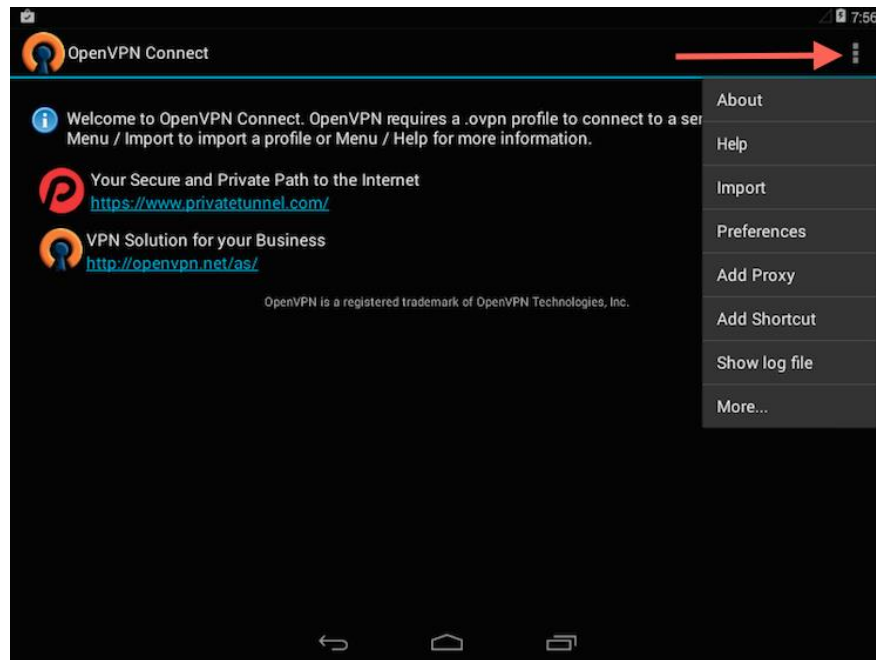 7:56
OpenVPN Connect
Welcome to OpenVPN Connect. OpenVPN requires a .ovpn profile to connect to a
Menu / Import to import a profile or Menu / Help for more information.
Your Secure and Private Path to the Internet
https://www.privatetunnel.com/
VPN Solution for your Business
http://openvpn.net/as/
OpenVPN is a registered trademark of OpenVPN Technologies, Inc.
About
Help
Import
Preferences
Add Proxy
Add Shortcut
Show log file
More...